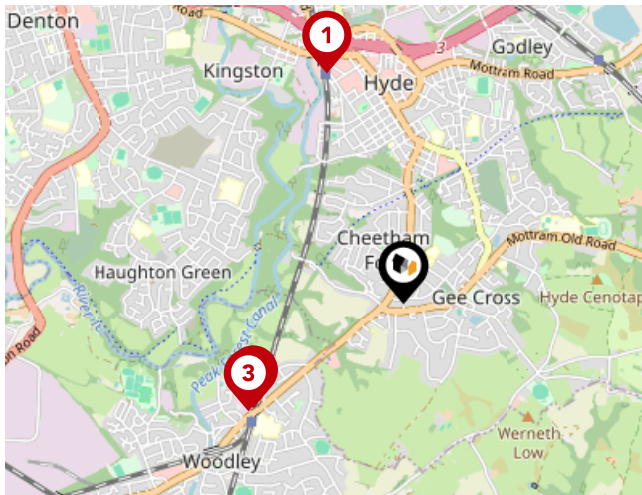 Denton
Road
1
3
Godley
Kingston
Hyde
Mottram Road
Cheetham
Mottram Old Road
Haughton Green
Gee Cross
Hyde Cenotap
River
Peak Forest Canal
on Road
3
Werneth
Low
Woodley